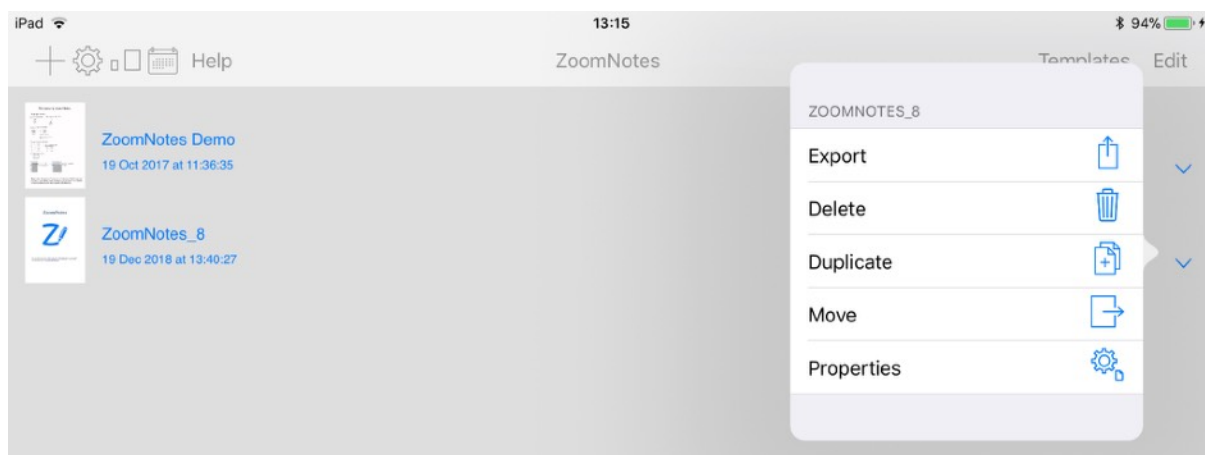 iPad 13:15 94%
Help ZoomNotes Templates Edit
ZoomNotes Demo
19 Oct 2017 at 11:36:35
ZoomNotes_8
19 Dec 2018 at 13:40:27
ZOOMNOTES_8
Export
Delete
Duplicate
Move
Properties